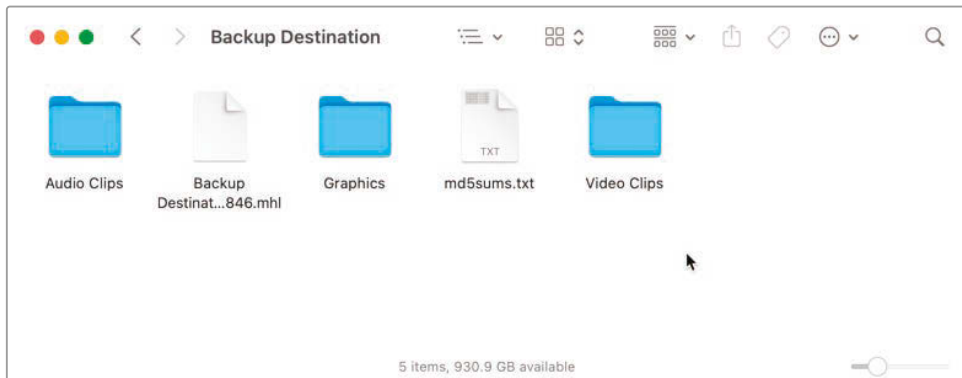 Backup Destination
TXT
Audio Clips
Backup
Destinat...846.mhl
Graphics
md5sums.txt
Video Clips
5 items, 930.9 GB available